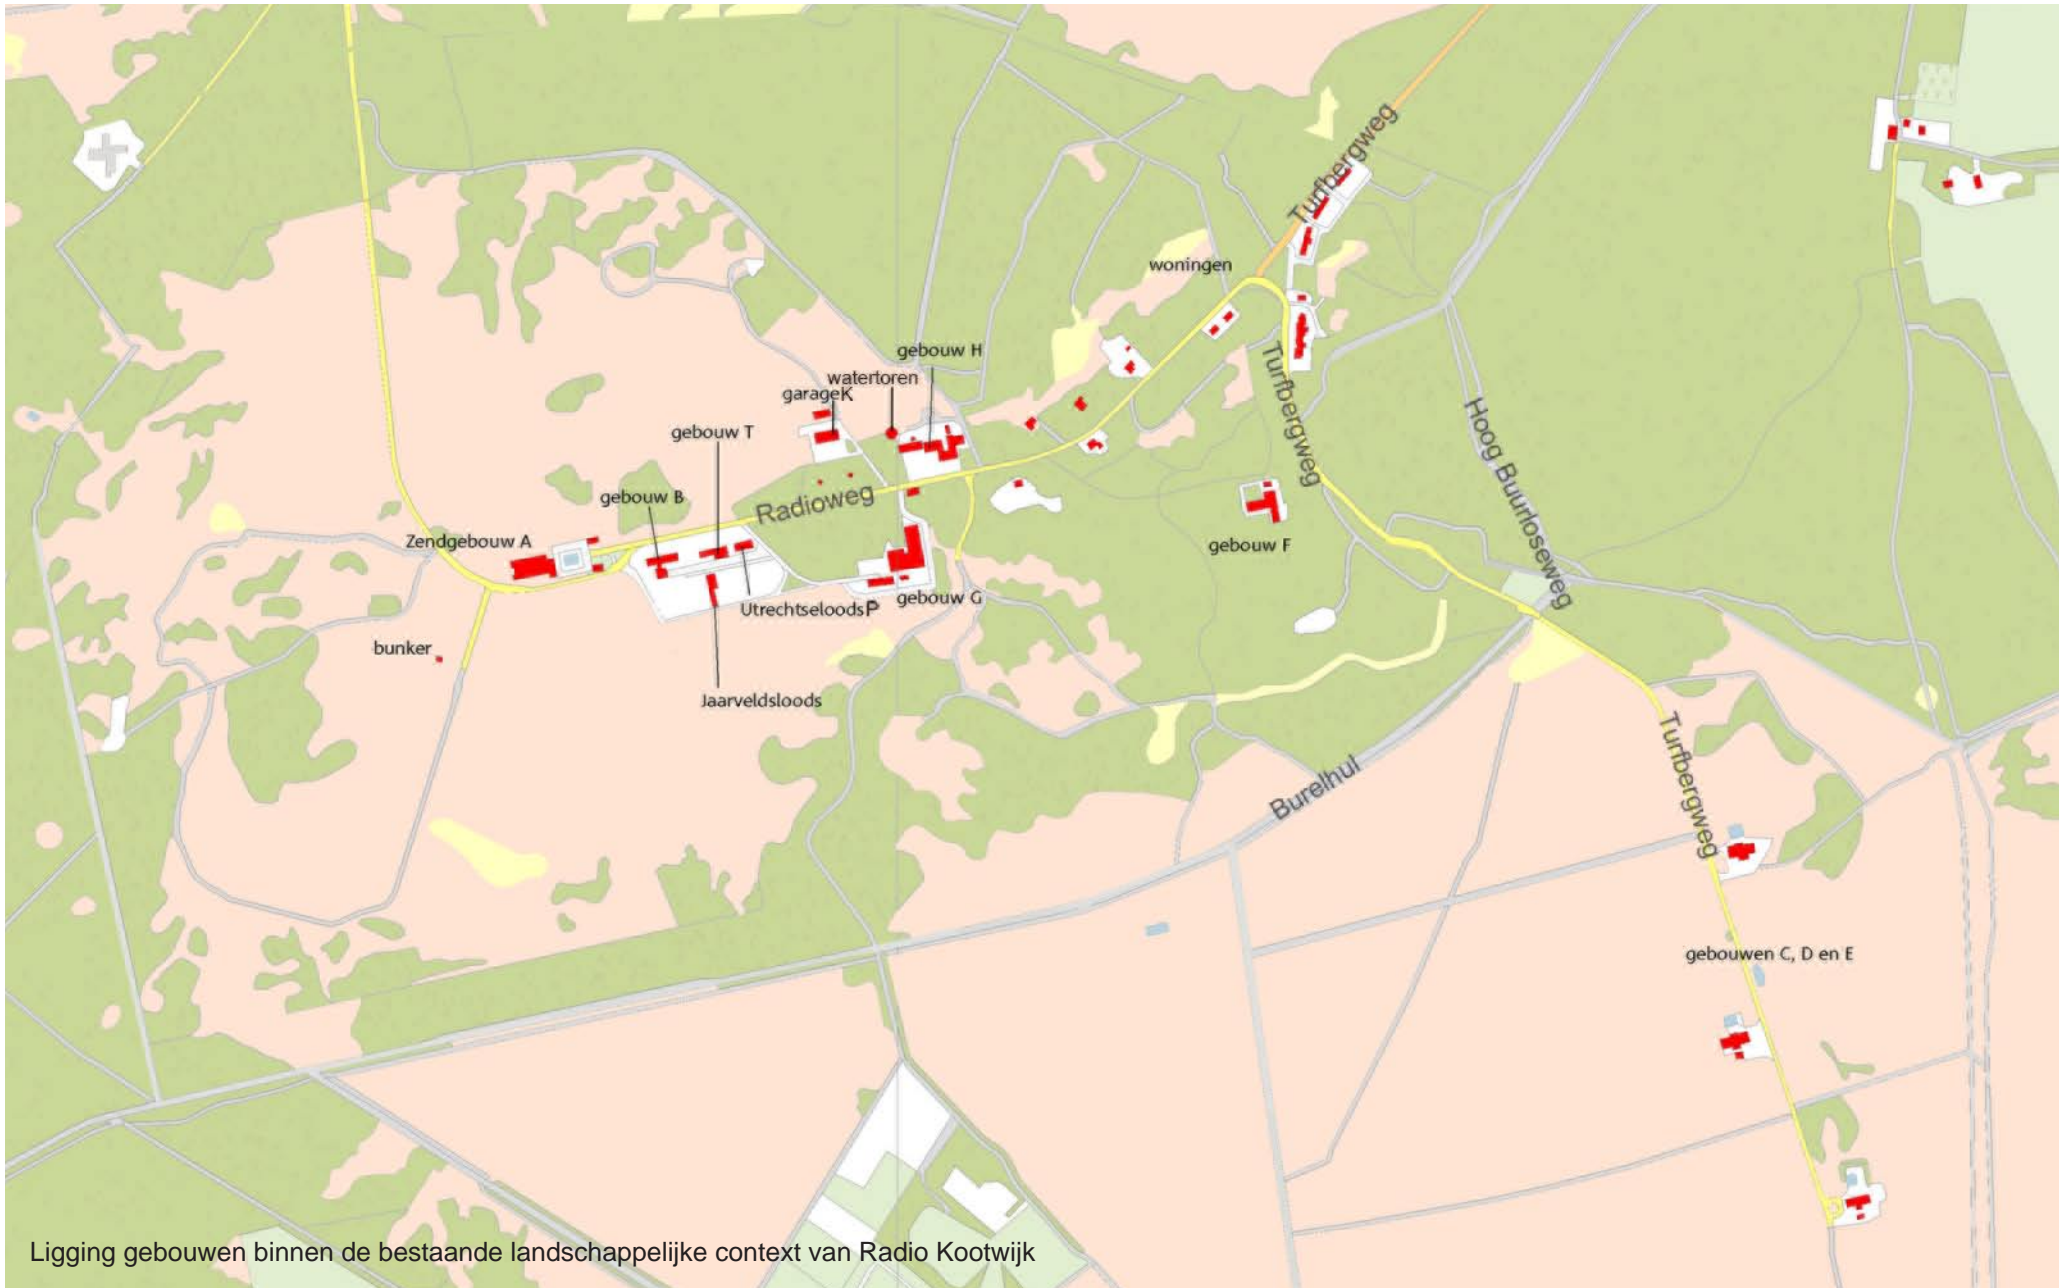 Turfbergweg
woningen
gebouw H
watertoren
garageK
Turfbergweg
Hoog Buurloseweg
gebouw T
gebouw B
Radioweg
Zendgebouw A
gebouw F
UtrechtseloodsP
gebouw G
bunker
Jaarveldsloods
Turfbergweg
Burelhul
gebouwen C, D en E
Ligging gebouwen binnen de bestaande landschappelijke context van Radio Kootwijk